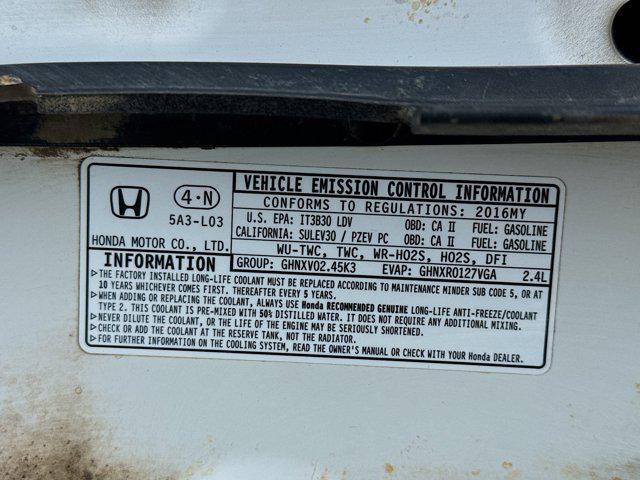 VEHICLE EMISSION CONTROL INFORMATION
4·N
5A3-L03
HONDA MOTOR CO., LTD.
CONFORMS TO REGULATIONS: 2016MY
U.S. EPA: IT3B30 LDV OBD: CA II FUEL: GASOLINE
CALIFORNIA: SULEV30 / PZEV PC OBD: CA II FUEL: GASOLINE
WU-TWC, TWC, WR-HO2S, HO2S, DFI
GROUP: GHNXV02.45K3 EVAP: GHNXR0127VGA 2.4L
INFORMATION
▷THE FACTORY INSTALLED LONG-LIFE COOLANT MUST BE REPLACED ACCORDING TO MAINTENANCE MINDER SUB CODE 5, OR AT
10 YEARS WHICHEVER COMES FIRST. THEREAFTER EVERY 5 YEARS.
▷WHEN ADDING OR REPLACING THE COOLANT, ALWAYS USE Honda RECOMMENDED GENUINE LONG-LIFE ANTI-FREEZE/COOLANT
TYPE 2. THIS COOLANT IS PRE-MIXED WITH 50% DISTILLED WATER. IT DOES NOT REQUIRE ANY ADDITIONAL MIXING.
▷NEVER DILUTE THE COOLANT, OR THE LIFE OF THE ENGINE MAY BE SERIOUSLY SHORTENED.
▷CHECK OR ADD THE COOLANT AT THE RESERVE TANK, NOT THE RADIATOR.
▷FOR FURTHER INFORMATION ON THE COOLING SYSTEM, READ THE OWNER'S MANUAL OR CHECK WITH YOUR Honda DEALER.